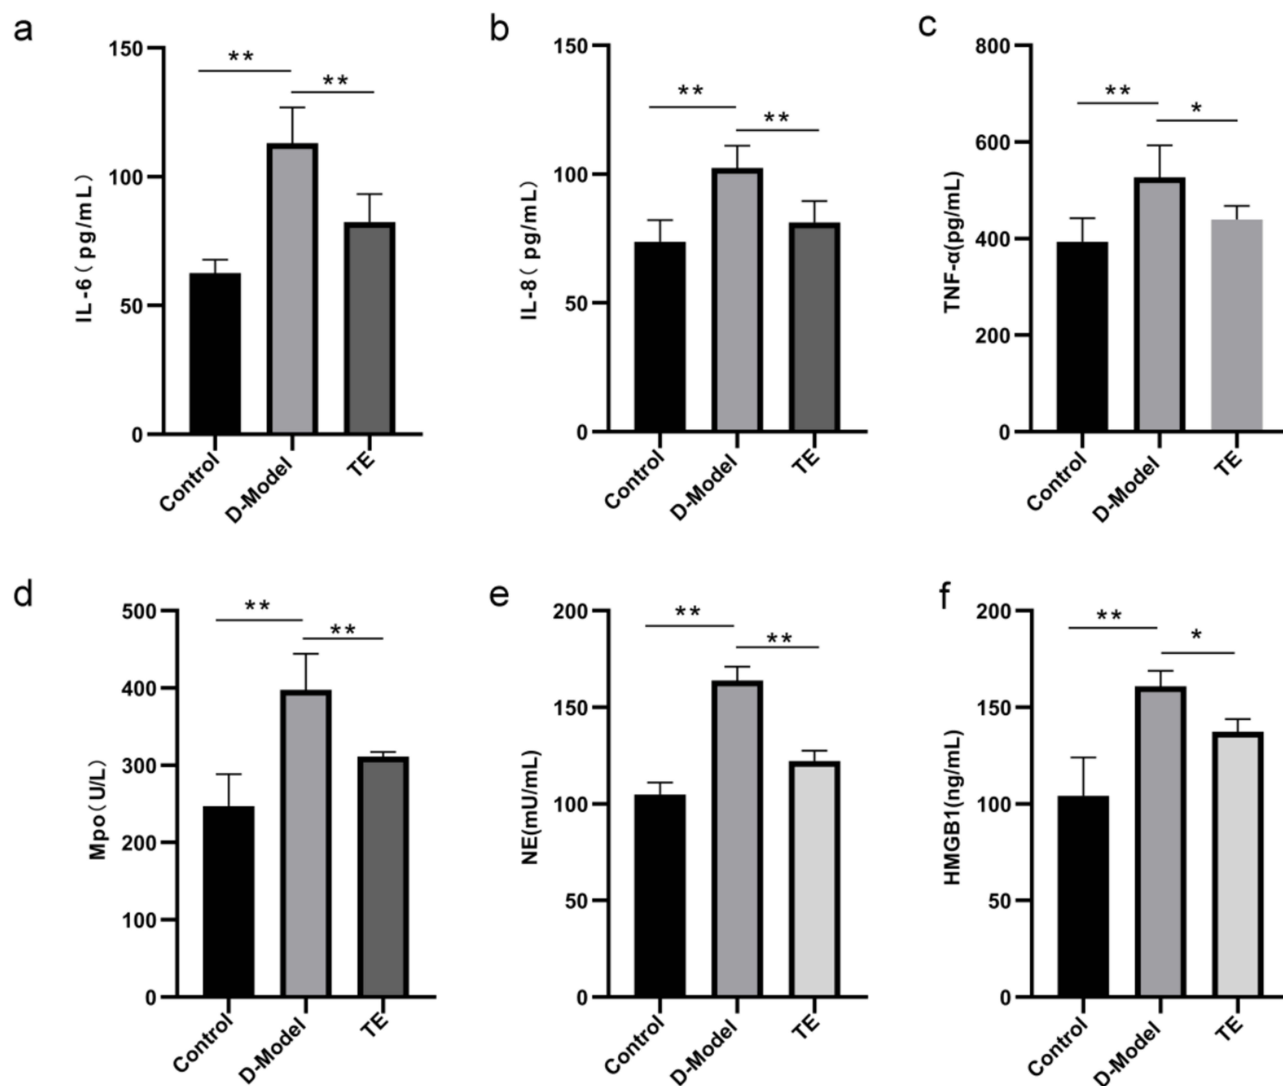 a
150
100
50
0
IL-6（pg/mL）
**
**
Control
D-Model
TE
b
150
100
50
0
IL-8（pg/mL）
**
**
Control
D-Model
TE
c
800
600
400
200
0
TNF-α(pg/mL)
**
*
Control
D-Model
TE
d
500
400
300
200
100
0
Mpo（U/L）
**
**
Control
D-Model
TE
e
200
150
100
50
0
NE(mU/mL)
**
**
Control
D-Model
TE
f
200
150
100
50
0
HMGB1(ng/mL)
**
*
Control
D-Model
TE